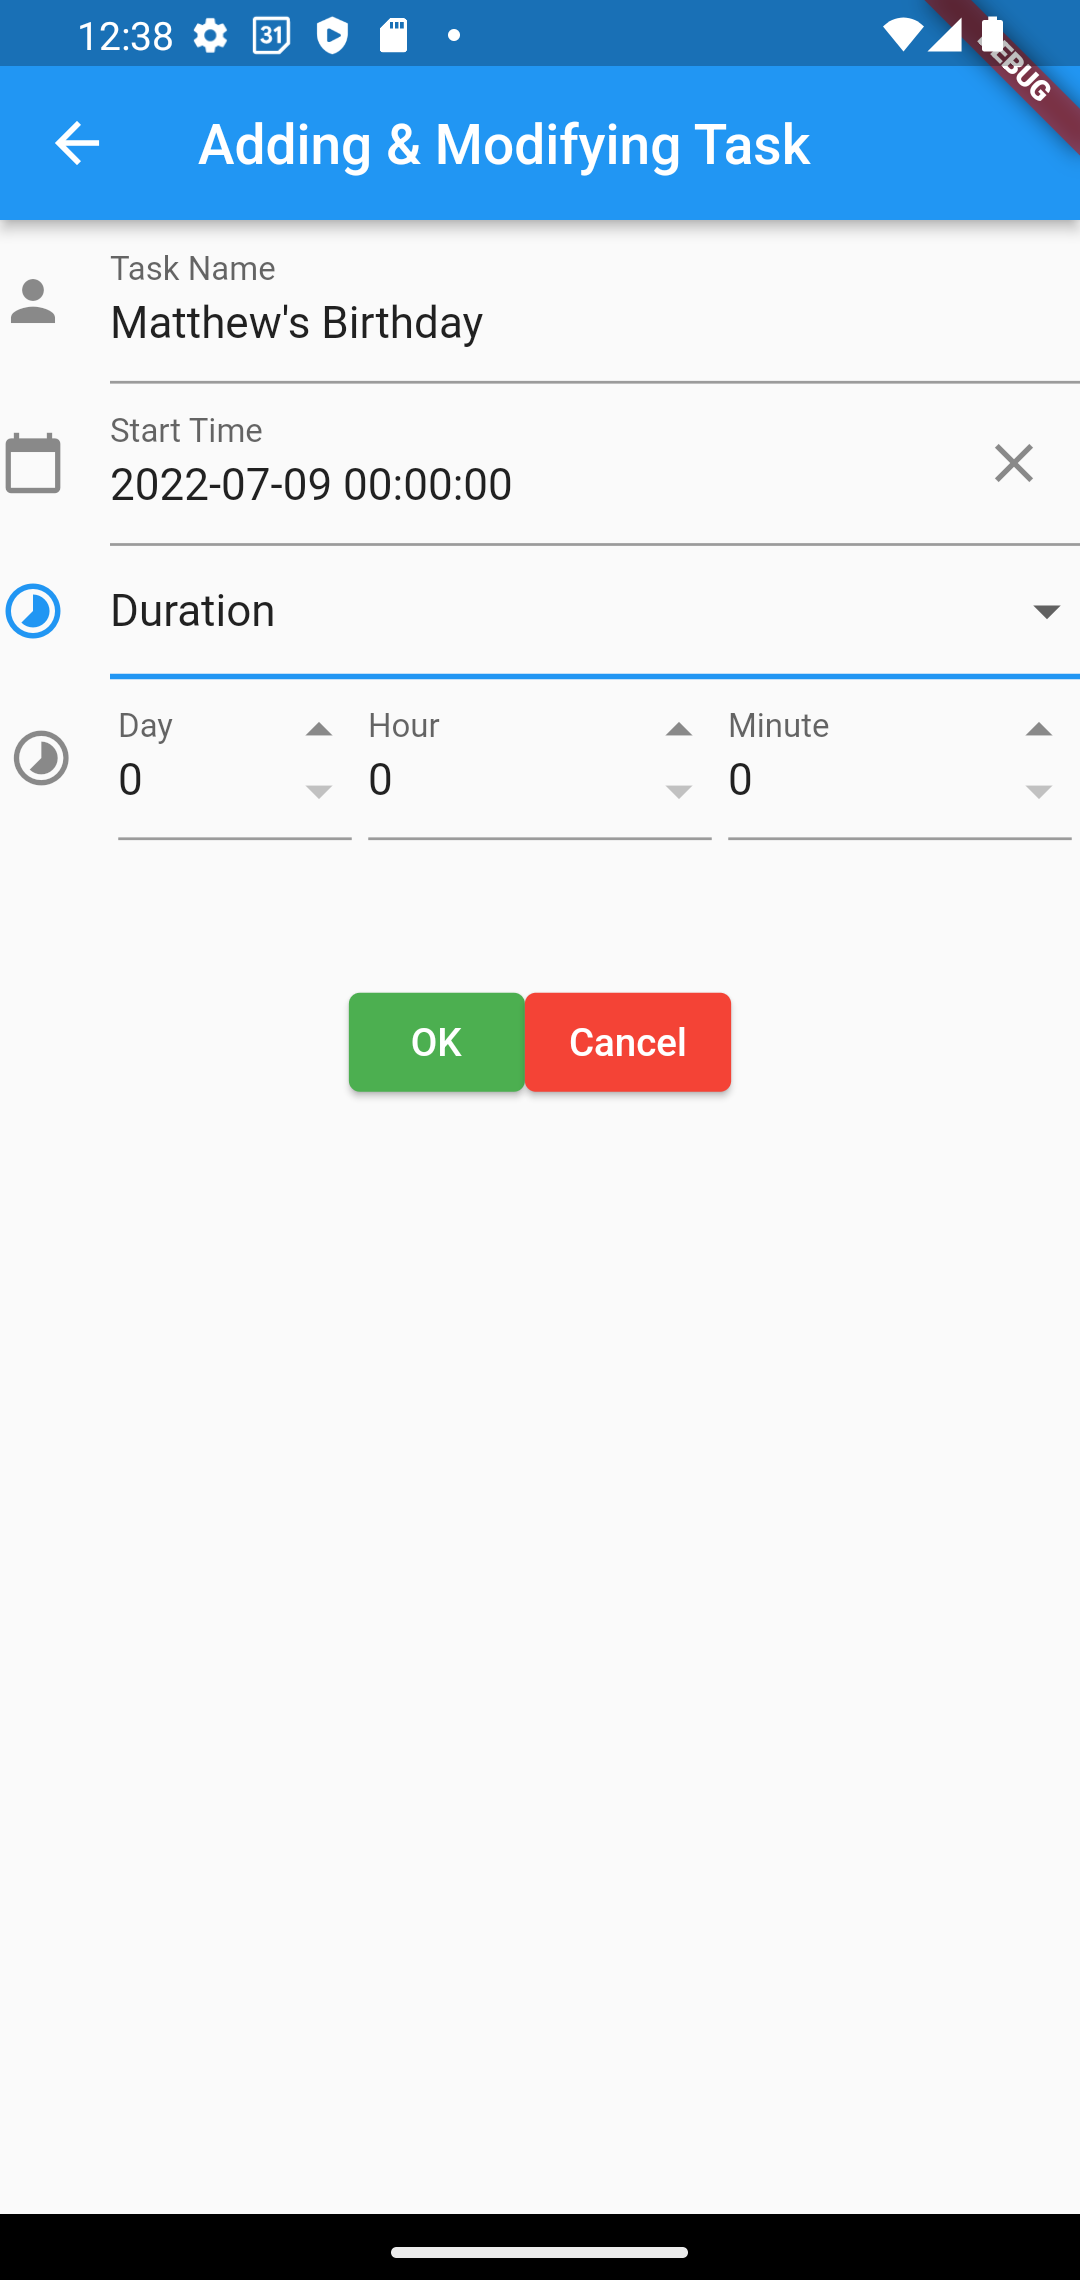 12:38
31
DEBUG
Adding & Modifying Task
Task Name
Matthew's Birthday
Start Time
2022-07-09 00:00:00
Duration
Day
Hour
Minute
0
0
0
OK
Cancel